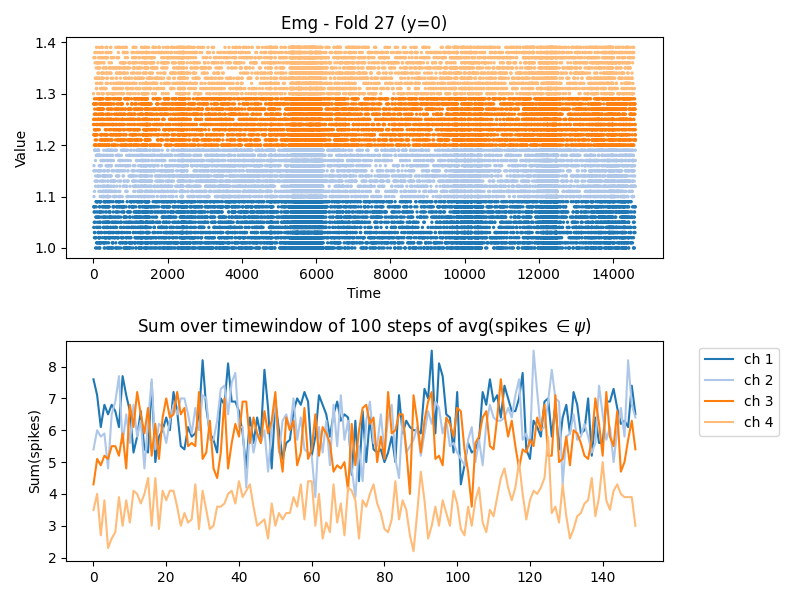 Emg - Fold 27 (y=0)
Value
1.4
1.3
1.2
1.1
1.0
0 2000 4000 6000 8000 10000 12000 14000
Time
Sum over timewindow of 100 steps of avg(spikes ∈ ψ)
Sum(spikes)
8
7
6
5
4
3
2
0 20 40 60 80 100 120 140
ch 1
ch 2
ch 3
ch 4